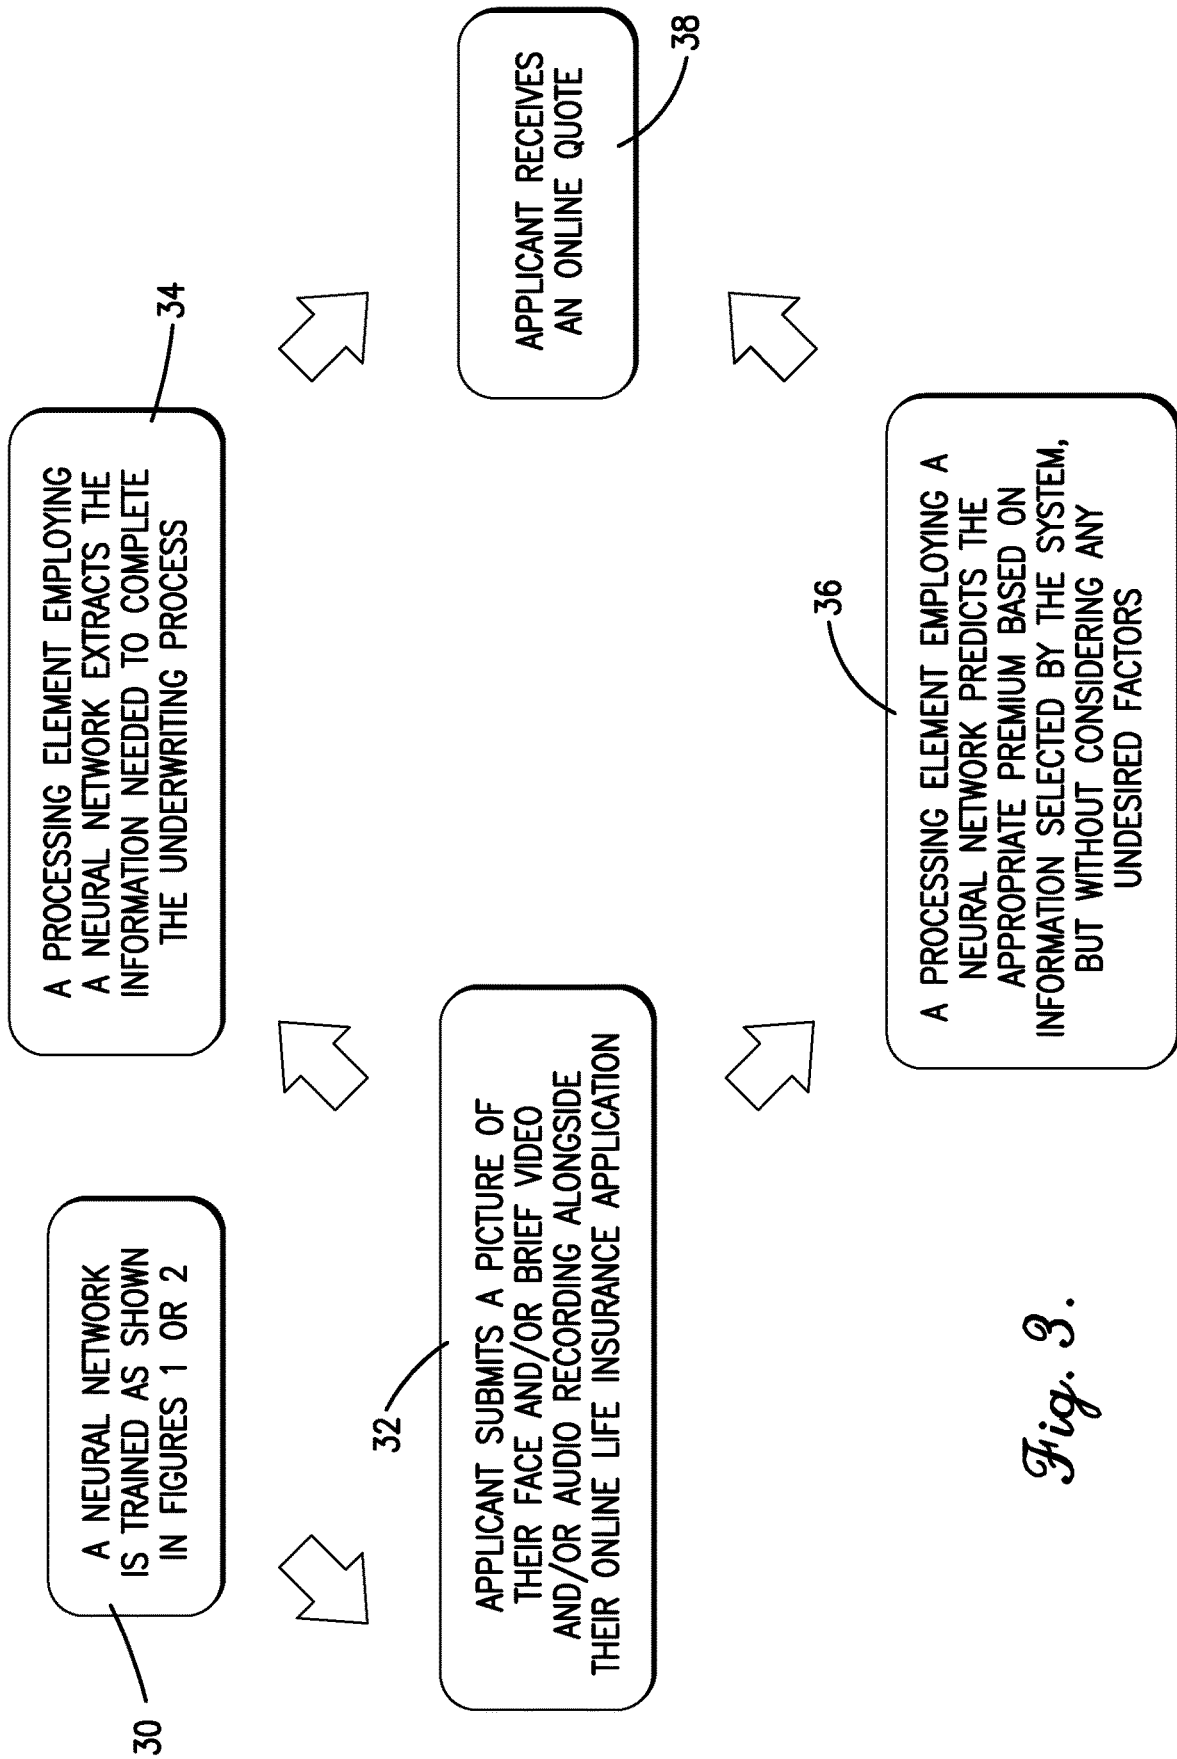 30
A NEURAL NETWORK
IS TRAINED AS SHOWN
IN FIGURES 1 OR 2
32
APPLICANT SUBMITS A PICTURE OF
THEIR FACE AND/OR BRIEF VIDEO
AND/OR AUDIO RECORDING ALONGSIDE
THEIR ONLINE LIFE INSURANCE APPLICATION
34
A PROCESSING ELEMENT EMPLOYING
A NEURAL NETWORK EXTRACTS THE
INFORMATION NEEDED TO COMPLETE
THE UNDERWRITING PROCESS
36
A PROCESSING ELEMENT EMPLOYING A
NEURAL NETWORK PREDICTS THE
APPROPRIATE PREMIUM BASED ON
INFORMATION SELECTED BY THE SYSTEM,
BUT WITHOUT CONSIDERING ANY
UNDESIRED FACTORS
APPLICANT RECEIVES
AN ONLINE QUOTE
38
Fig. 3.